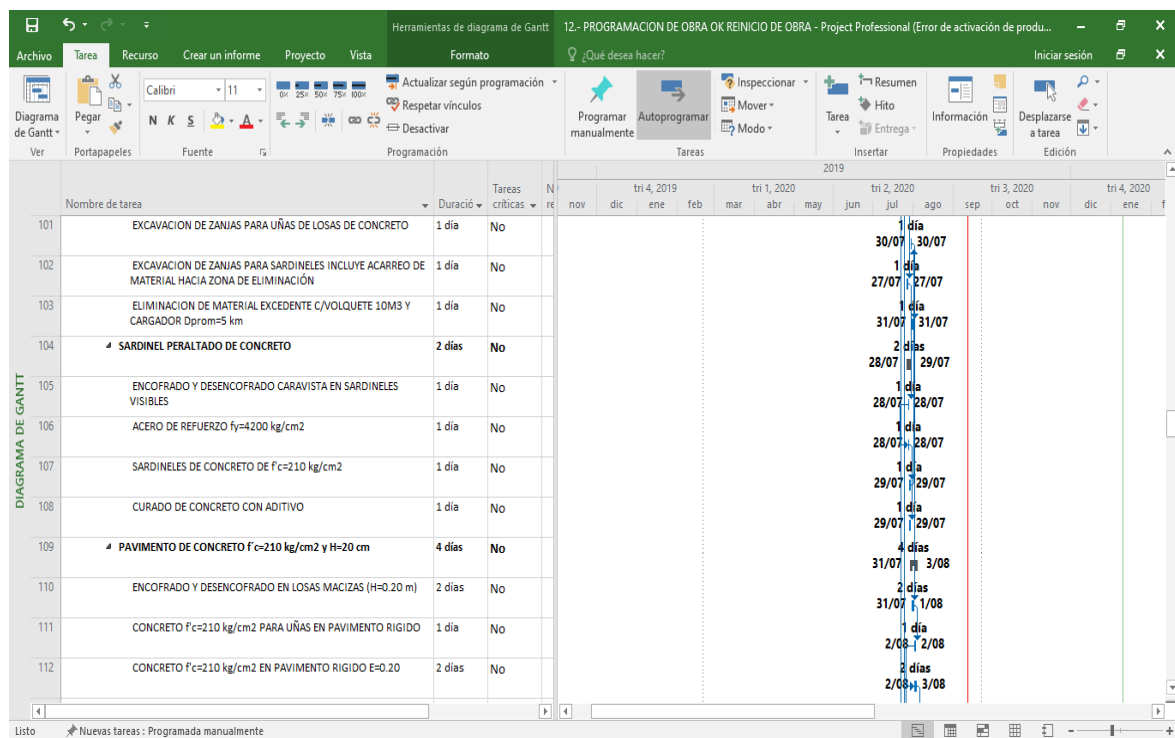 Herramientas de diagrama de Gantt 12.- PROGRAMACION DE OBRA OK REINICIO DE OBRA - Project Professional (Error de activación de produ...
Archivo Tarea Recurso Crear un informe Proyecto Vista Formato ¿Qué desea hacer? Iniciar sesión
Diagrama de Gantt
Pegar
Calibri 11
N K S A
0× 25× 50× 75× 100×
Actualizar según programación
Respetar vínculos
Desactivar
Programar manualmente
Autoprogramar
Inspeccionar
Mover
Modo
Tarea
Resumen
Hito
Entrega
Información
Desplazarse a tarea
Ver Portapapeles Fuente Programación Tareas Insertar Propiedades Edición
2019
tri 4, 2019 tri 1, 2020 tri 2, 2020 tri 3, 2020 tri 4, 2020
nov dic ene feb mar abr may jun jul ago sep oct nov dic ene f
Nombre de tarea Duració Tareas críticas N re
DIAGRAMA DE GANTT
101 EXCAVACION DE ZANJAS PARA UÑAS DE LOSAS DE CONCRETO 1 día No
1 día
30/07 30/07
102 EXCAVACION DE ZANJAS PARA SARDINELES INCLUYE ACARREO DE 1 día No
MATERIAL HACIA ZONA DE ELIMINACIÓN
1 día
27/07 27/07
103 ELIMINACION DE MATERIAL EXCEDENTE C/VOLQUETE 10M3 Y 1 día No
CARGADOR Dprom=5 km
1 día
31/07 31/07
104 SARDINEL PERALTADO DE CONCRETO 2 días No
2 días
28/07 29/07
105 ENCOFRADO Y DESENCOFRADO CARAVISTA EN SARDINELES 1 día No
VISIBLES
1 día
28/07 28/07
106 ACERO DE REFUERZO fy=4200 kg/cm2 1 día No
1 día
28/07 28/07
107 SARDINELES DE CONCRETO DE f'c=210 kg/cm2 1 día No
1 día
29/07 29/07
108 CURADO DE CONCRETO CON ADITIVO 1 día No
1 día
29/07 29/07
109 PAVIMENTO DE CONCRETO f´c=210 kg/cm2 y H=20 cm 4 días No
4 días
31/07 3/08
110 ENCOFRADO Y DESENCOFRADO EN LOSAS MACIZAS (H=0.20 m) 2 días No
2 días
31/07 1/08
111 CONCRETO f'c=210 kg/cm2 PARA UÑAS EN PAVIMENTO RIGIDO 1 día No
1 día
2/08 2/08
112 CONCRETO f'c=210 kg/cm2 EN PAVIMENTO RIGIDO E=0.20 2 días No
2 días
2/08 3/08
Listo Nuevas tareas : Programada manualmente